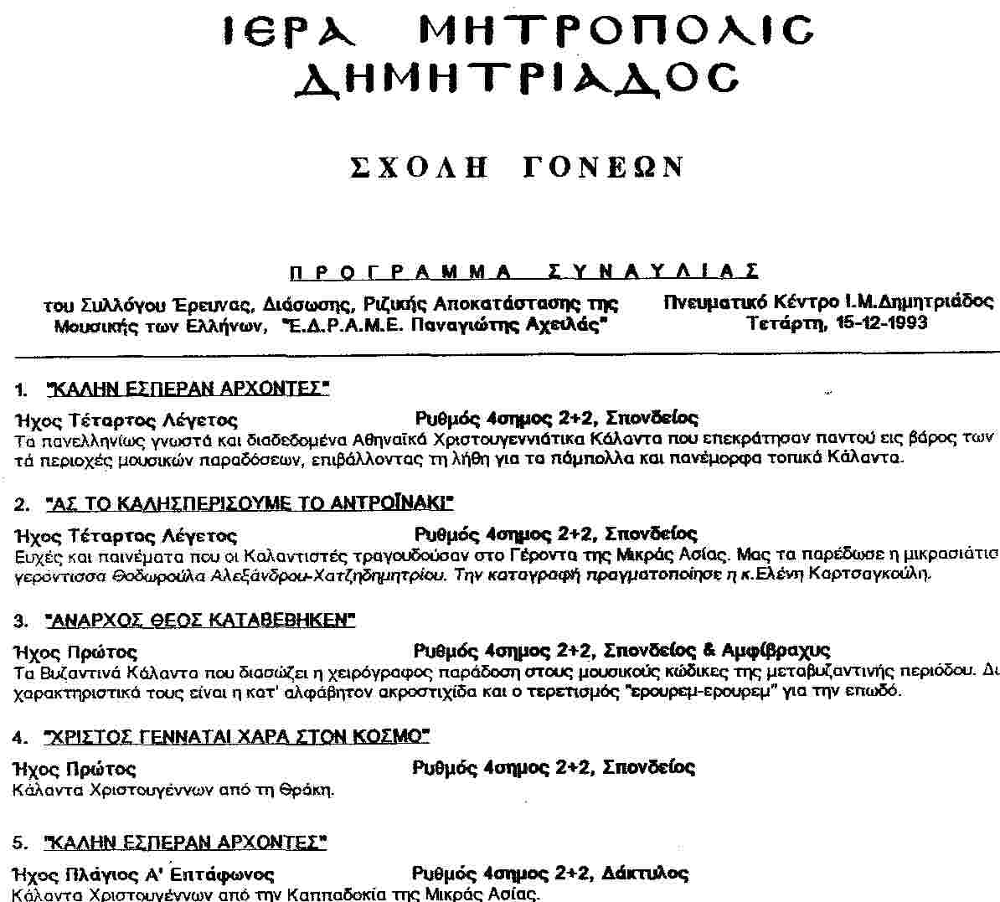 ΙΕΡΑ ΜΗΤΡΟΠΟΛΙΣ
ΔΗΜΗΤΡΙΑΔΟΣ
ΣΧΟΛΗ ΓΟΝΕΩΝ
ΠΡΟΓΡΑΜΜΑ ΣΥΝΑΥΛΙΑΣ
του Συλλόγου Έρευνας, Διάσωσης, Ριζικής Αποκατάστασης της
Μουσικής των Ελλήνων, "Ε.Δ.Ρ.Α.Μ.Ε. Παναγιώτης Αχειλάς"
Πνευματικό Κέντρο Ι.Μ.Δημητριάδος
Τετάρτη, 15-12-1993
1. "ΚΑΛΗΝ ΕΣΠΕΡΑΝ ΑΡΧΟΝΤΕΣ"
Ήχος Τέταρτος Λέγετος Ρυθμός 4σημος 2+2, Σπονδείος
Τα πανελληνίως γνωστά και διαδεδομένα Αθηναϊκά Χριστουγεννιάτικα Κάλαντα που επεκράτησαν παντού εις βάρος των
τά περιοχές μουσικών παραδόσεων, επιβάλλοντας τη λήθη για τα πάμπολλα και πανέμορφα τοπικά Κάλαντα.
2. "ΑΣ ΤΟ ΚΑΛΗΣΠΕΡΙΣΟΥΜΕ ΤΟ ΑΝΤΡΟΪΝΑΚΙ"
Ήχος Τέταρτος Λέγετος Ρυθμός 4σημος 2+2, Σπονδείος
Ευχές και παινέματα που οι Καλαντιστές τραγουδούσαν στο Γέροντα της Μικράς Ασίας. Μας τα παρέδωσε η μικρασιάτισ
γερόντισσα Θοδωρούλα Αλεξάνδρου-Χατζηδημητρίου. Την καταγραφή πραγματοποίησε η κ.Ελένη Καρτσαγκούλη.
3. "ΑΝΑΡΧΟΣ ΘΕΟΣ ΚΑΤΑΒΕΒΗΚΕΝ"
Ήχος Πρώτος Ρυθμός 4σημος 2+2, Σπονδείος & Αμφίβραχυς
Τα Βυζαντινά Κάλαντα που διασώζει η χειρόγραφος παράδοση στους μουσικούς κώδικες της μεταβυζαντινής περιόδου. Δι
χαρακτηριστικά τους είναι η κατ' αλφάβητον ακροστιχίδα και ο τερετισμός "ερουρεμ-ερουρεμ" για την επωδό.
4. "ΧΡΙΣΤΟΣ ΓΕΝΝΑΤΑΙ ΧΑΡΑ ΣΤΟΝ ΚΟΣΜΟ"
Ήχος Πρώτος Ρυθμός 4σημος 2+2, Σπονδείος
Κάλαντα Χριστουγέννων από τη Θράκη.
5. "ΚΑΛΗΝ ΕΣΠΕΡΑΝ ΑΡΧΟΝΤΕΣ"
Ήχος Πλάγιος Α' Επτάφωνος Ρυθμός 4σημος 2+2, Δάκτυλος
Κάλαντα Χριστουγέννων από την Καππαδοκία της Μικράς Ασίας.